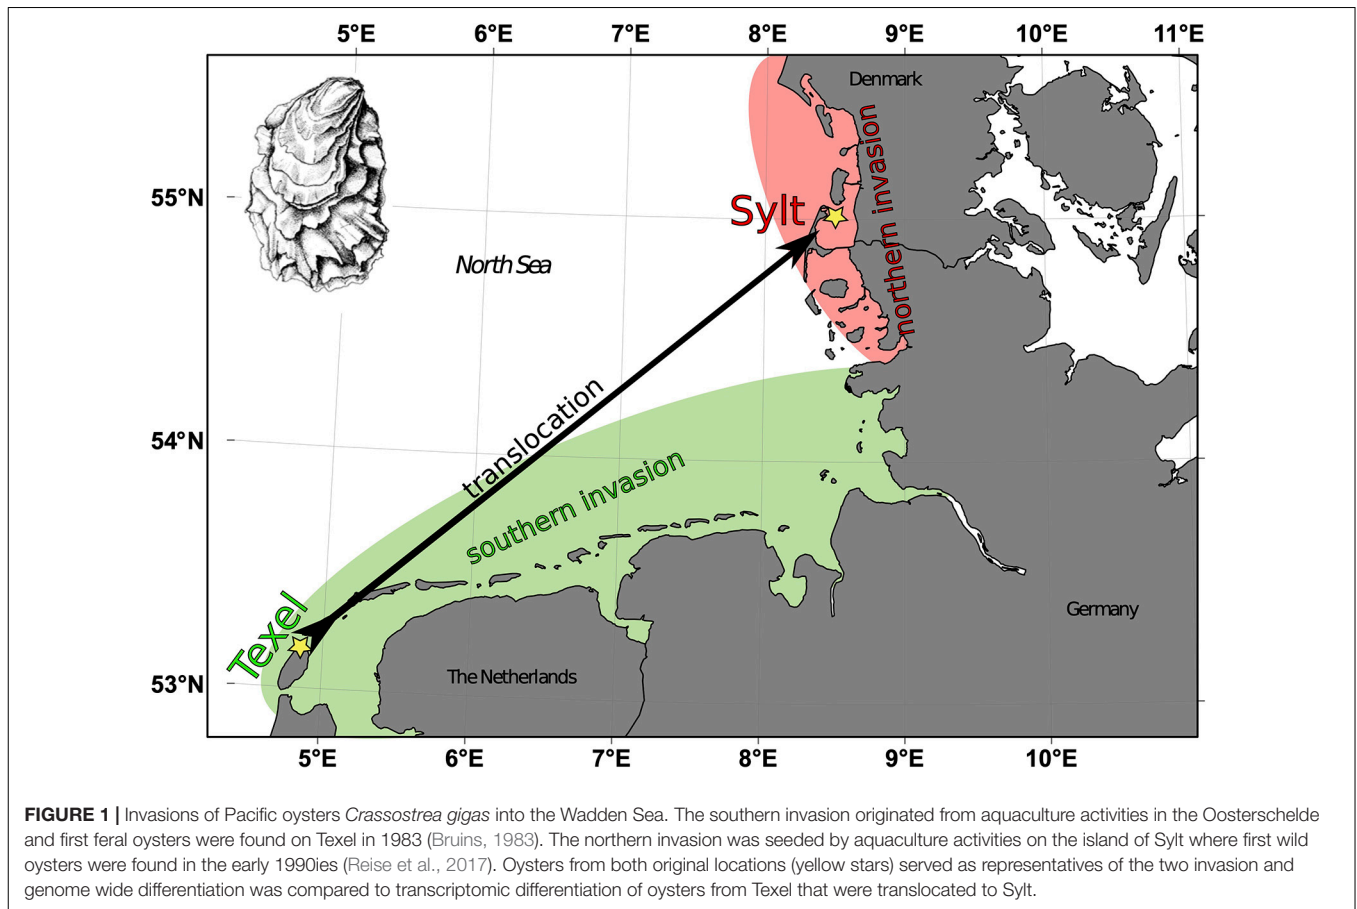 5°E 6°E 7°E 8°E 9°E 10°E 11°E
Denmark
northern invasion
55°N
Sylt
North Sea
translocation
54°N
southern invasion
Texel
Germany
The Netherlands
53°N
5°E 6°E 7°E 8°E 9°E 10°E
FIGURE 1 | Invasions of Pacific oysters Crassostrea gigas into the Wadden Sea. The southern invasion originated from aquaculture activities in the Oosterschelde
and first feral oysters were found on Texel in 1983 (Bruins, 1983). The northern invasion was seeded by aquaculture activities on the island of Sylt where first wild
oysters were found in the early 1990ies (Reise et al., 2017). Oysters from both original locations (yellow stars) served as representatives of the two invasion and
genome wide differentiation was compared to transcriptomic differentiation of oysters from Texel that were translocated to Sylt.